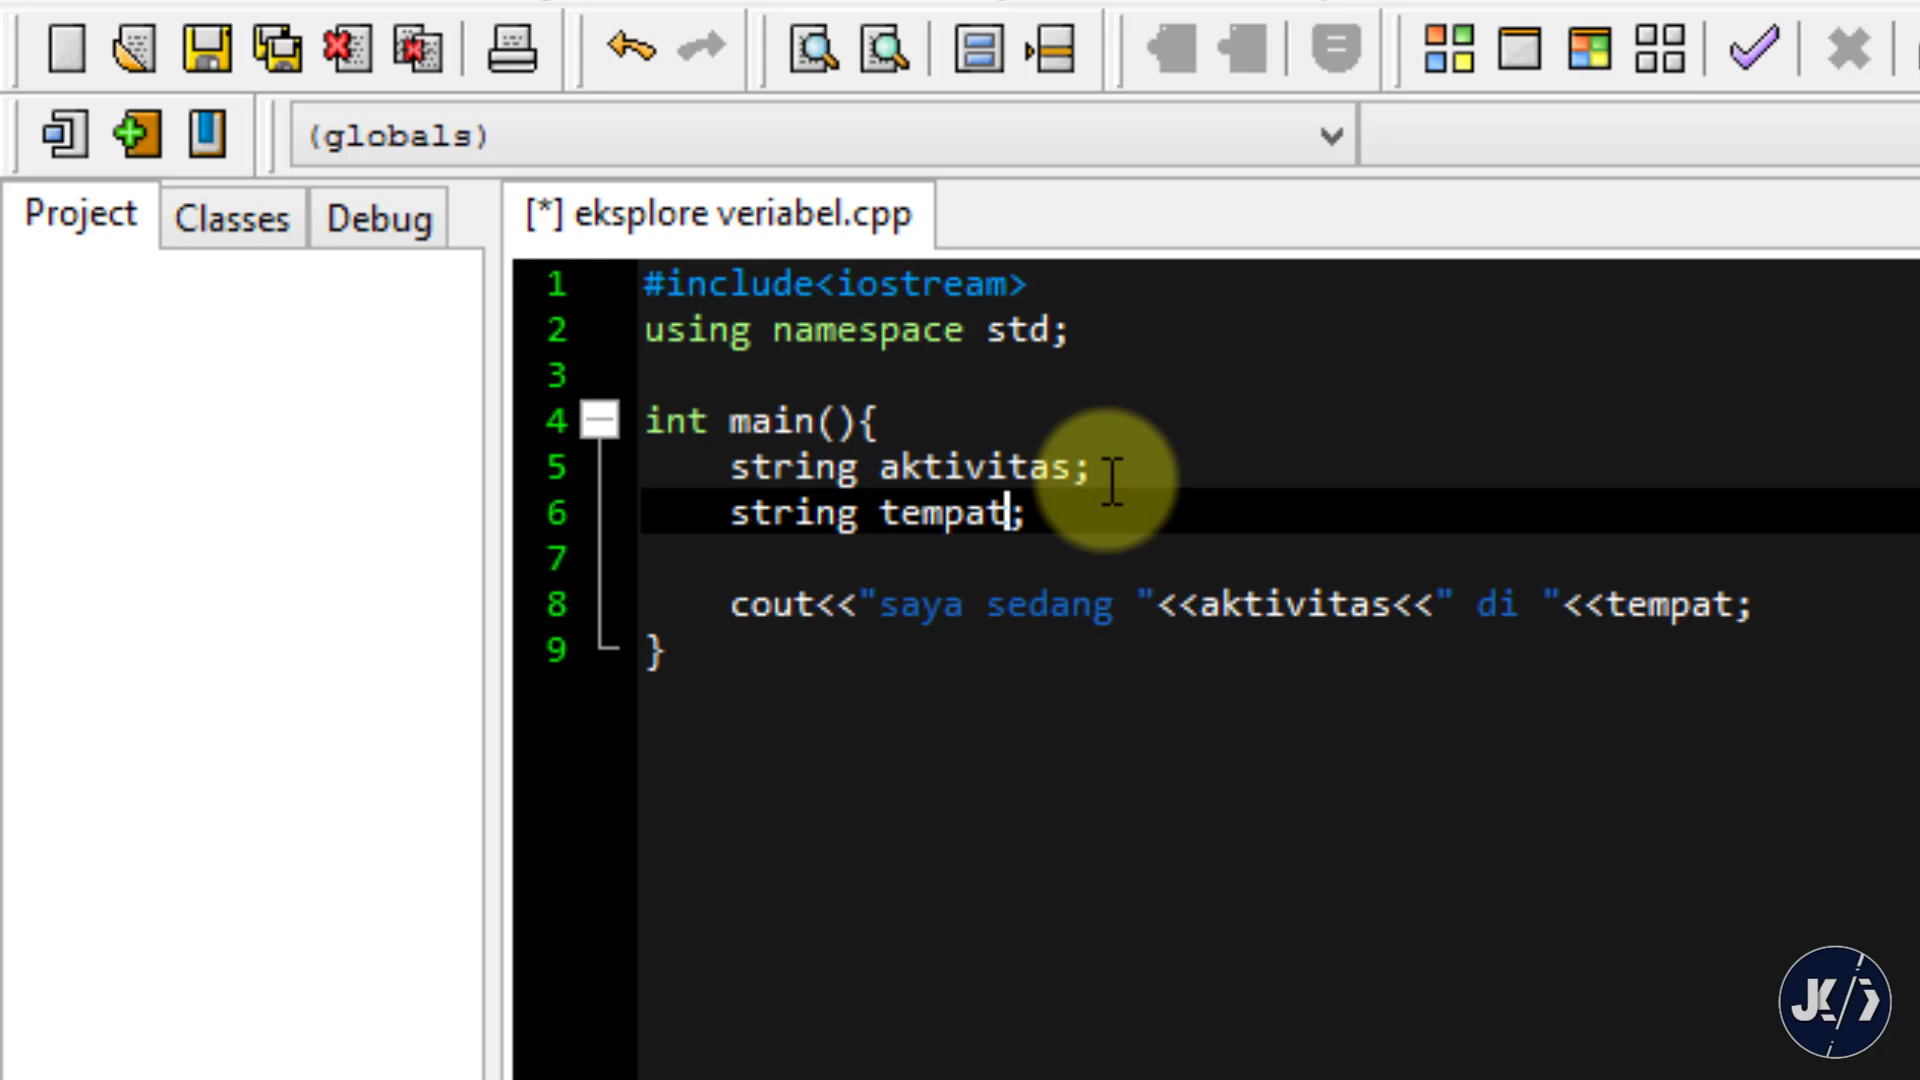 (globals)
Project Classes Debug
[*] eksplore veriabel.cpp
1 #include<iostream>
2 using namespace std;
3
4 int main(){
5 string aktivitas;
6 string tempat;
7
8 cout<<"saya sedang "<<aktivitas<<" di "<<tempat;
9 }
JK